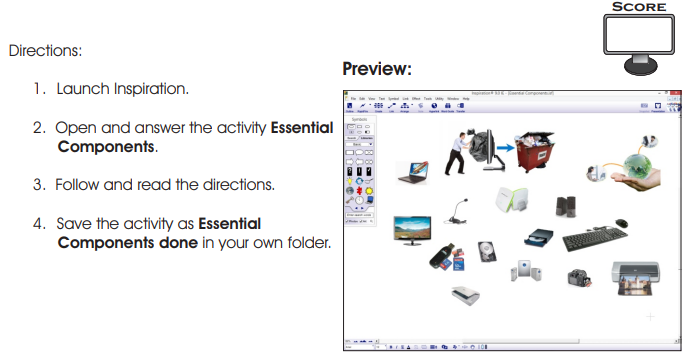 SCORE
Directions:
1. Launch Inspiration.
2. Open and answer the activity Essential
Components.
3. Follow and read the directions.
4. Save the activity as Essential
Components done in your own folder.
Preview:
Inspiration® 9.0 IE - [Essential Components.isf]
File Edit View Text Symbol Link Effect Tools Utility Window Help
Symbols
Basic